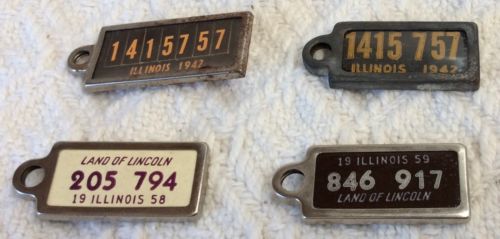 1415757
ILLINOIS 1942
1415 757
ILLINOIS 1942
LAND OF LINCOLN
205 794
19 ILLINOIS 58
19 ILLINOIS 59
846 917
LAND OF LINCOLN